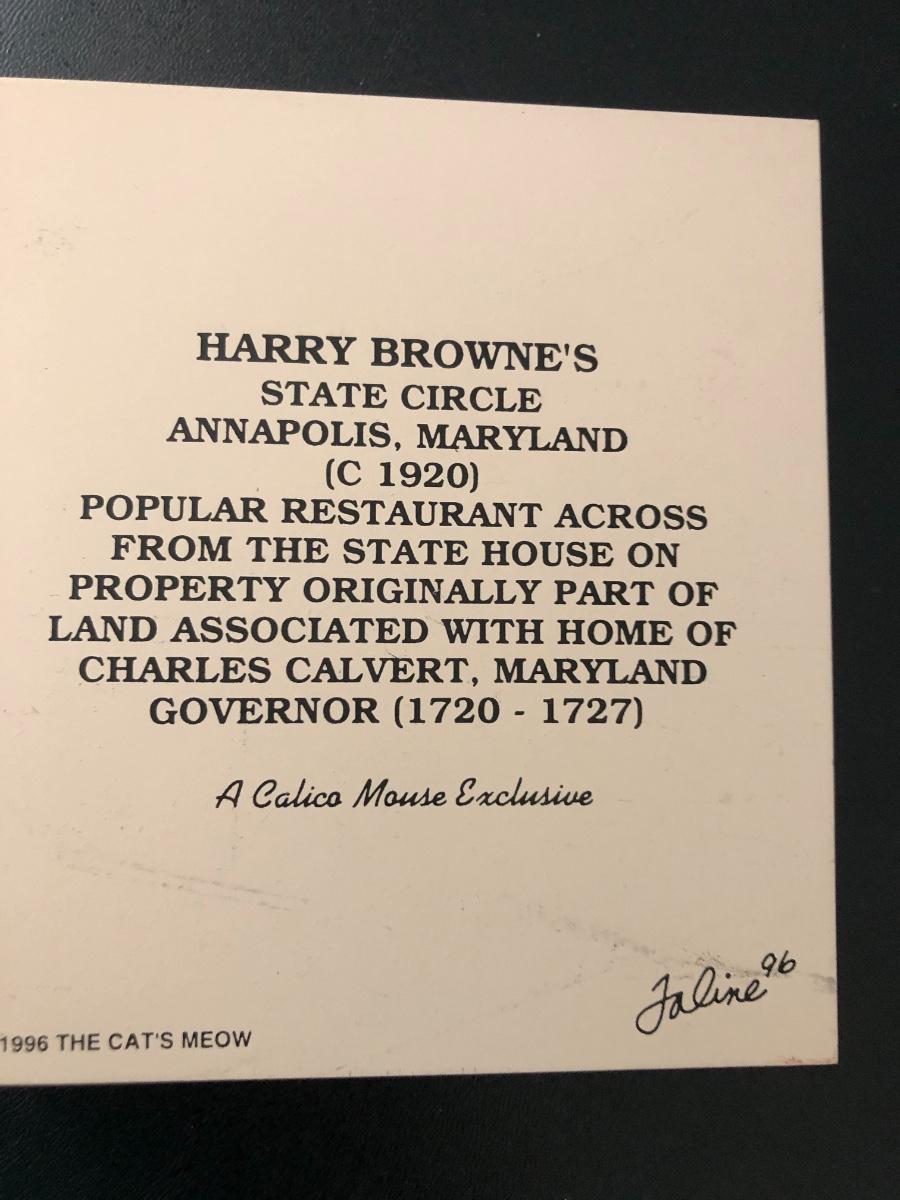 HARRY BROWNE'S
STATE CIRCLE
ANNAPOLIS, MARYLAND
(C 1920)
POPULAR RESTAURANT ACROSS
FROM THE STATE HOUSE ON
PROPERTY ORIGINALLY PART OF
LAND ASSOCIATED WITH HOME OF
CHARLES CALVERT, MARYLAND
GOVERNOR (1720 - 1727)
A Calico Mouse Exclusive
Faline 96
1996 THE CAT'S MEOW